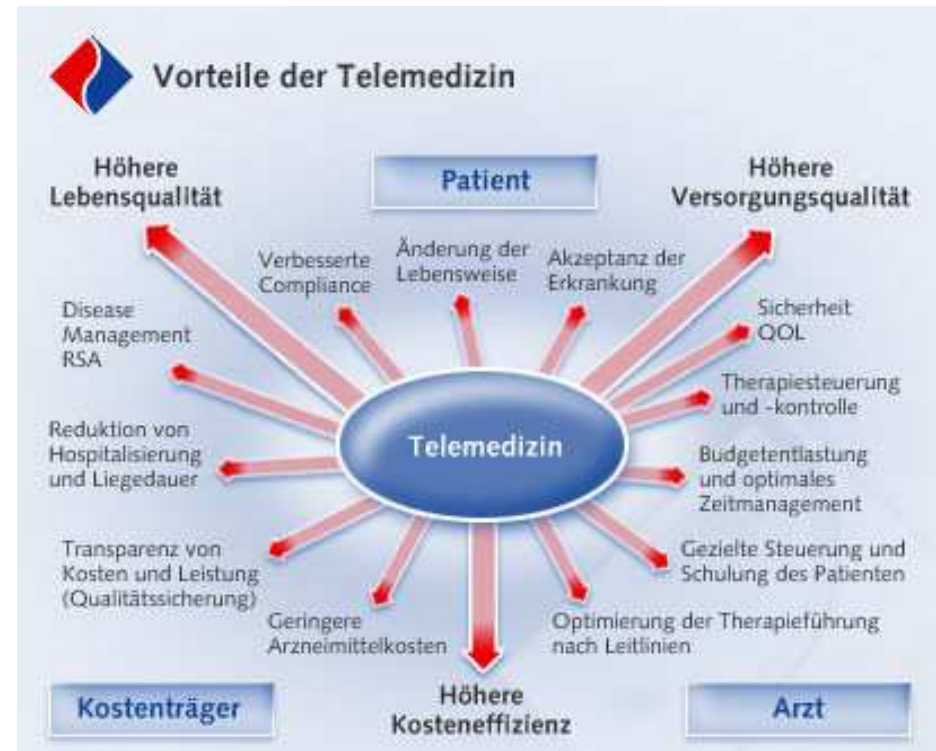 Vorteile der Telemedizin
Höhere
Lebensqualität
Patient
Höhere
Versorgungsqualität
Verbesserte
Compliance
Änderung der
Lebensweise
Akzeptanz der
Erkrankung
Disease
Management
RSA
Sicherheit
QOL
Therapiesteuerung
und -kontrolle
Reduktion von
Hospitalisierung
und Liegedauer
Telemedizin
Budgetentlastung
und optimales
Zeitmanagement
Transparenz von
Kosten und Leistung
(Qualitätssicherung)
Gezielte Steuerung und
Schulung des Patienten
Geringere
Arzneimittelkosten
Optimierung der Therapieführung
nach Leitlinien
Kostenträger
Höhere
Kosteneffizienz
Arzt